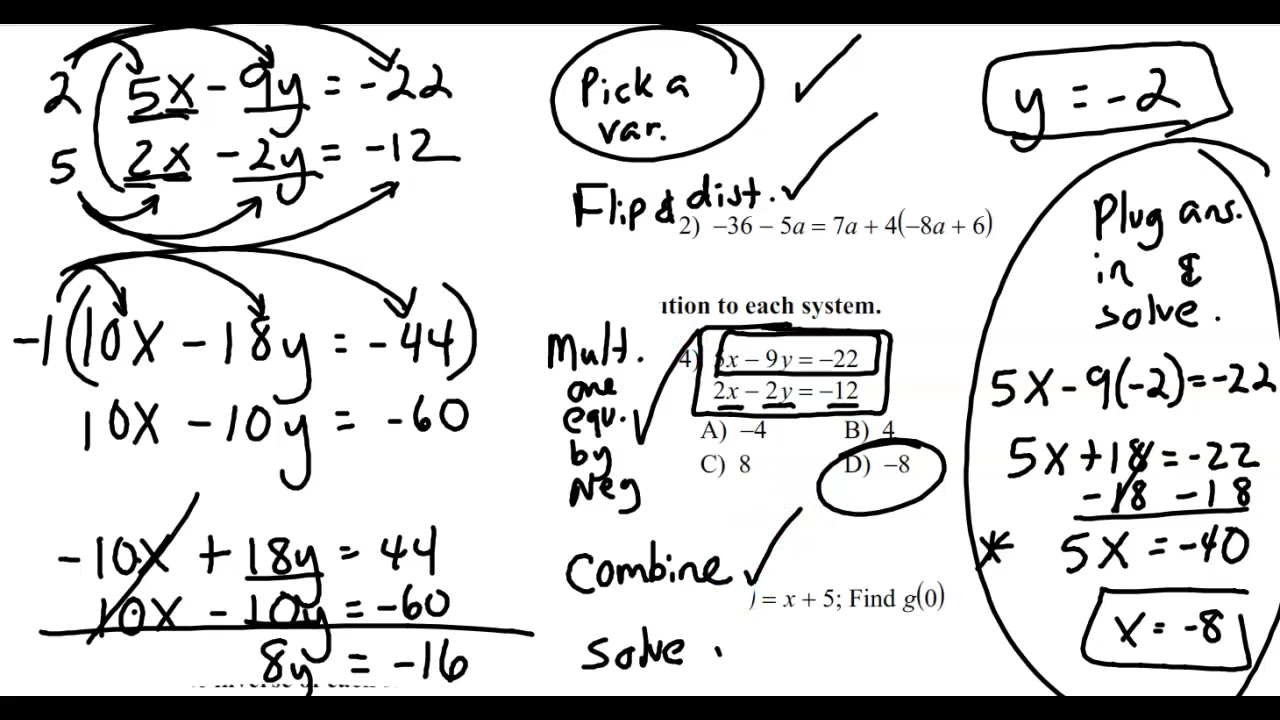 2 5x - 9y = -22
5 2x - 2y = -12
-1(10x - 18y = -44)
10x - 10y = -60
-10x + 18y = 44
10x - 10y = -60
8y = -16
Pick a
var.
Flip & dist.
2) −36 − 5a = 7a + 4(−8a + 6)
tion to each system.
Mult.
one
equ.
by
Neg
4) 5x − 9y = −22
2x − 2y = −12
A) −4 B) 4
C) 8 D) −8
Combine
) = x + 5; Find g(0)
Solve
y = -2
Plug ans.
in &
solve.
5x - 9(-2) = -22
5x + 18 = -22
-18 -18
* 5x = -40
x = -8